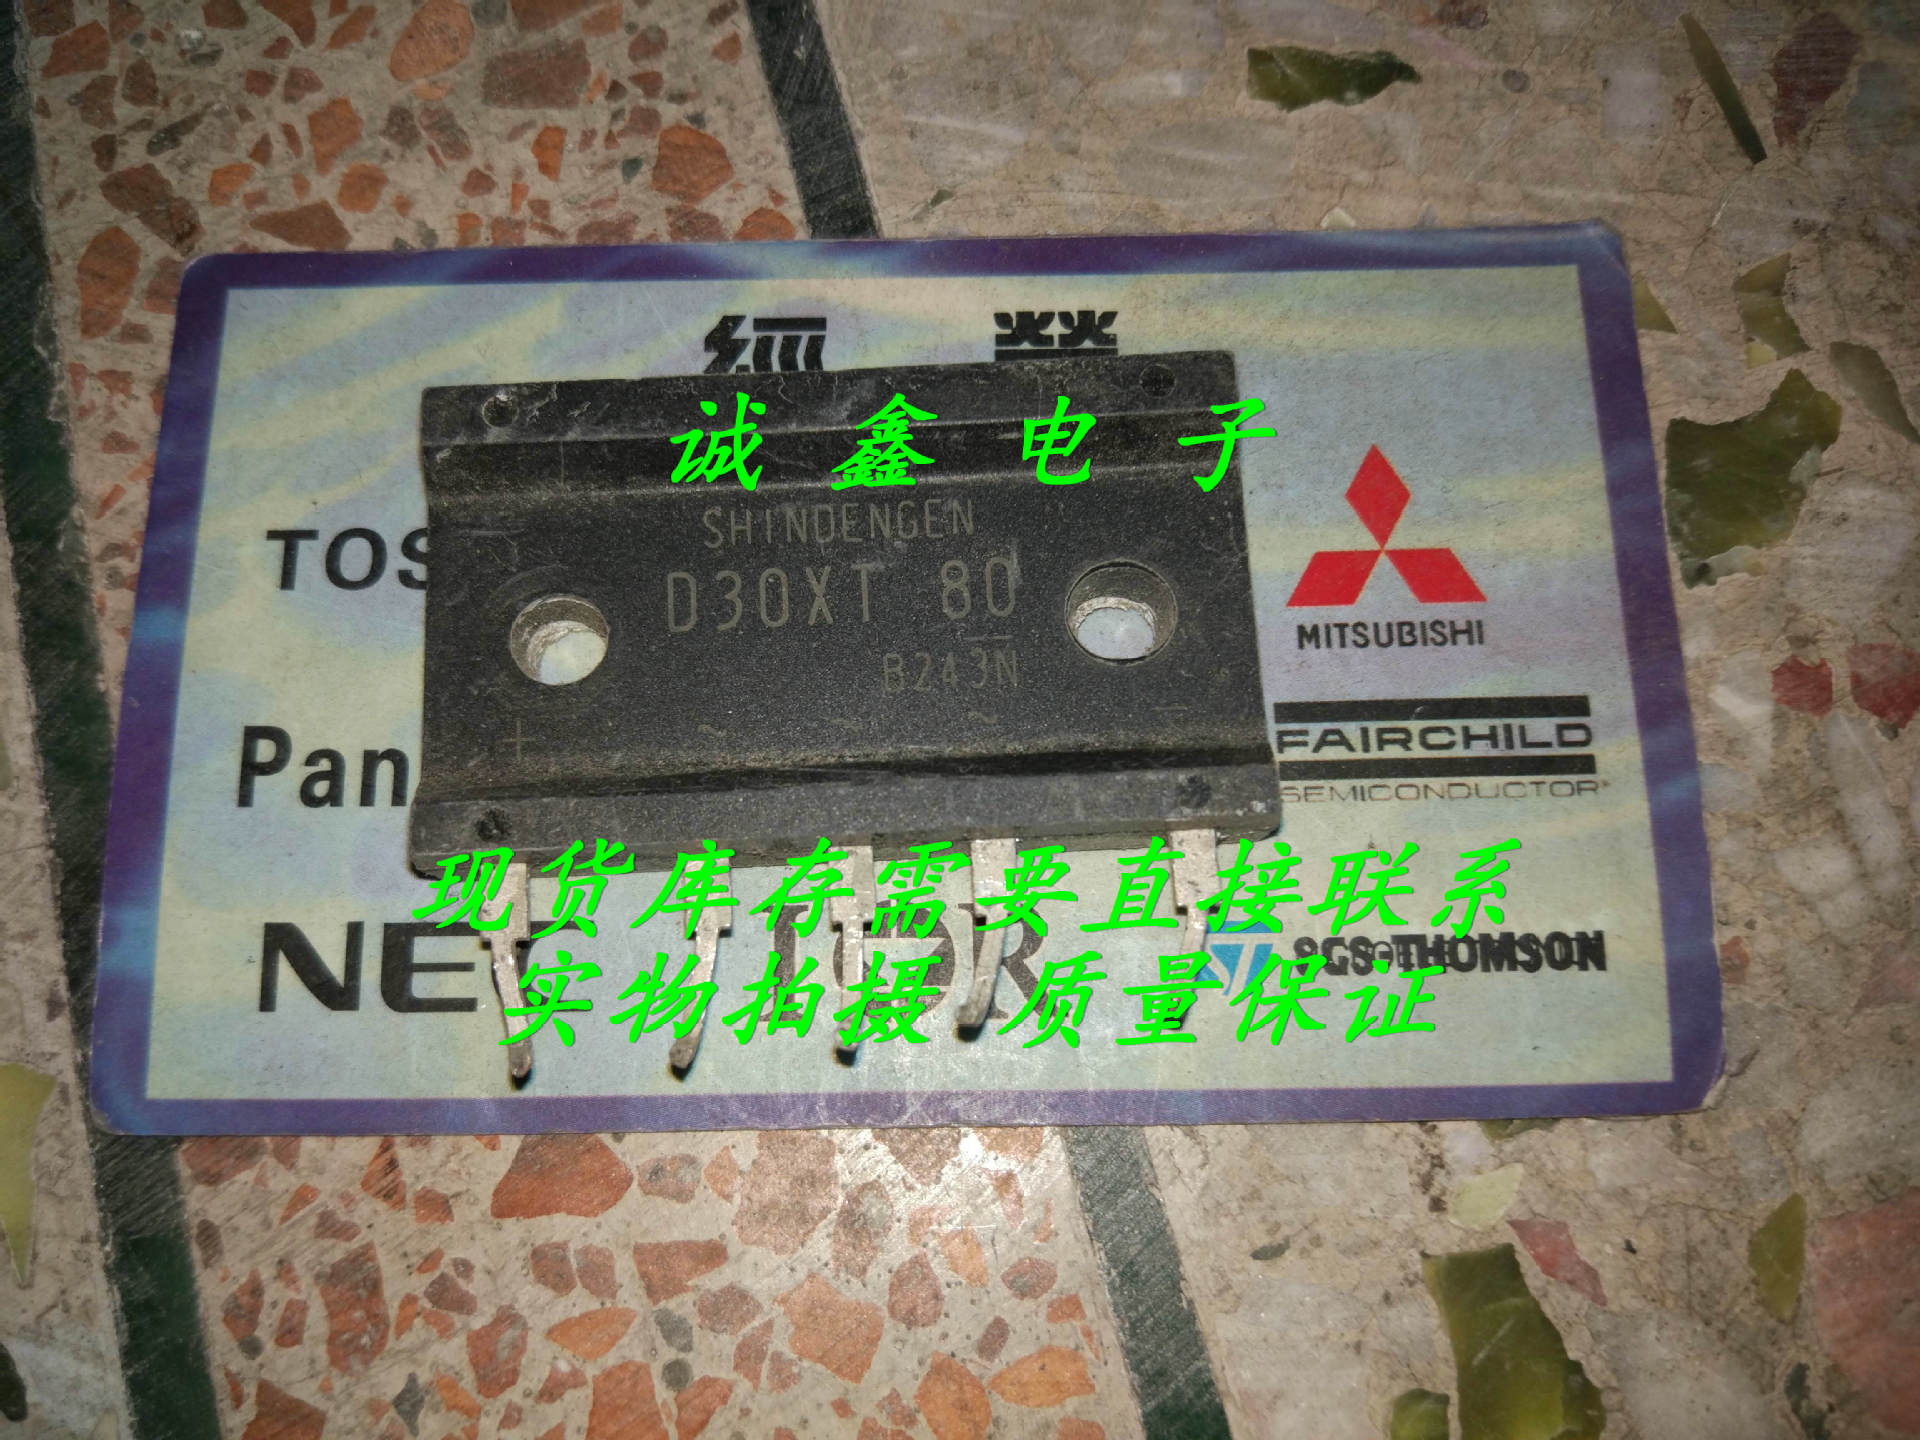 诚鑫电子
SHINDENGEN
D30XT 80
B243N
+ ~ ~ ~ −
TOS
MITSUBISHI
Pan
FAIRCHILD
SEMICONDUCTOR
现货库存需要直接联系
NE
SGS-THOMSON
实物拍摄 质量保证